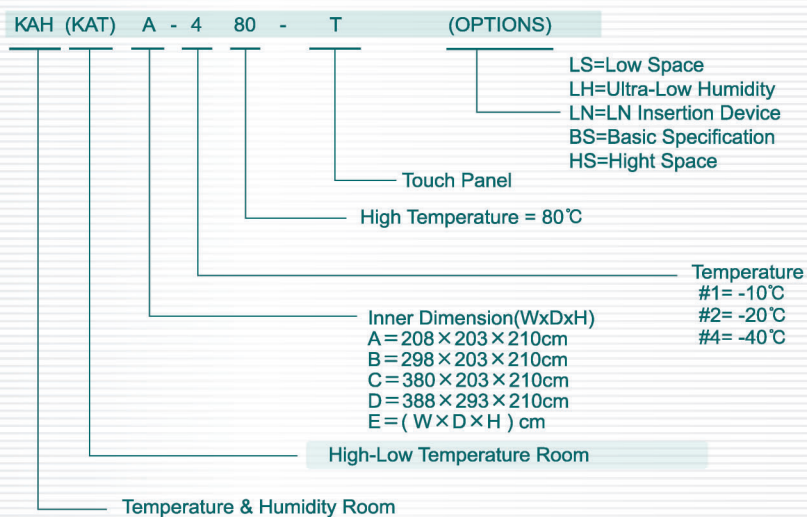 KAH (KAT) A - 4 80 - T (OPTIONS)
LS=Low Space
LH=Ultra-Low Humidity
LN=LN Insertion Device
BS=Basic Specification
HS=Hight Space
Touch Panel
High Temperature = 80℃
Temperature
#1= -10℃
#2= -20℃
#4= -40℃
Inner Dimension(WxDxH)
A=208×203×210cm
B=298×203×210cm
C=380×203×210cm
D=388×293×210cm
E=( W×D×H ) cm
High-Low Temperature Room
Temperature & Humidity Room